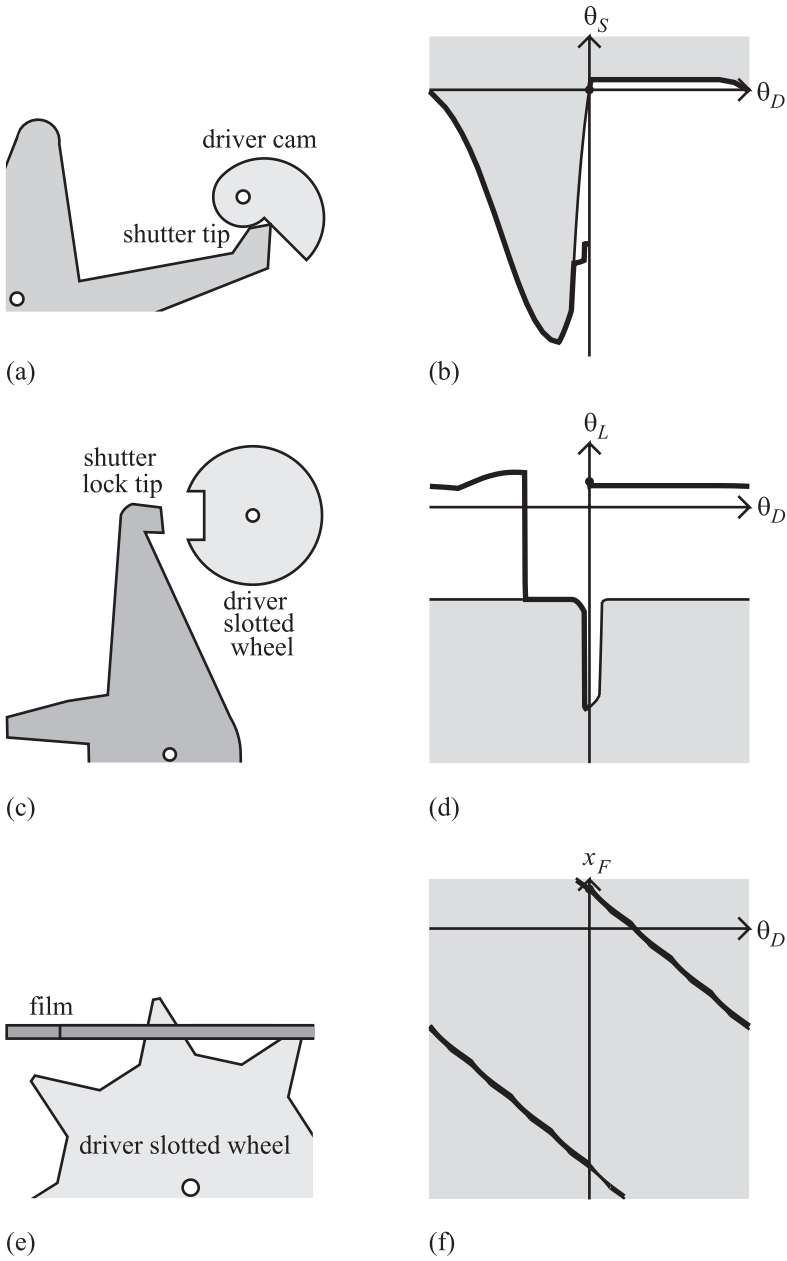 θS
θD
driver cam
shutter tip
(a)
(b)
shutter
lock tip
driver
slotted
wheel
θL
θD
(c)
(d)
xF
θD
film
driver slotted wheel
(e)
(f)